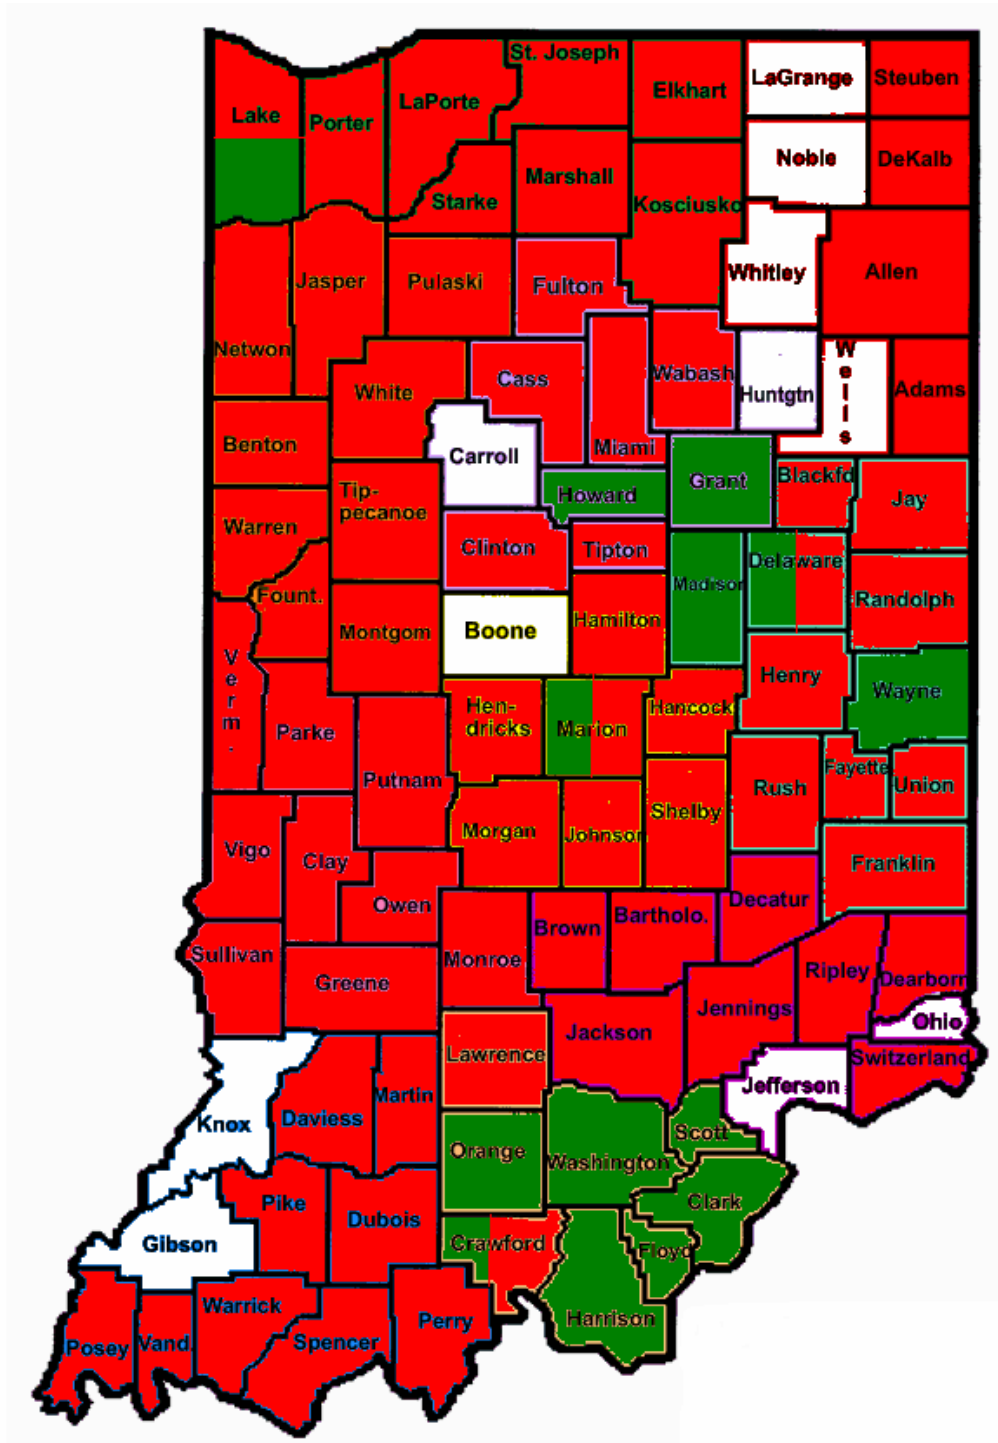 St. Joseph
LaGrange
Steuben
Lake
Porter
LaPorte
Elkhart
Noble
DeKalb
Starke
Marshall
Kosciusko
Whitley
Allen
Jasper
Pulaski
Fulton
Netwon
White
Cass
Miami
Wabash
Huntgtn
W
e
l
l
s
Adams
Benton
Carroll
Howard
Grant
Blackfd
Jay
Warren
Tip-
pecanoe
Clinton
Tipton
Madison
Delaware
Randolph
Fount.
Montgom
Boone
Hamilton
Henry
Wayne
V
e
r
m
.
Parke
Putnam
Hen-
dricks
Marion
Hancock
Rush
Fayette
Union
Vigo
Clay
Morgan
Johnson
Shelby
Franklin
Owen
Decatur
Sullivan
Greene
Monroe
Brown
Bartholo.
Ripley
Dearborn
Jennings
Jackson
Ohio
Switzerland
Lawrence
Jefferson
Knox
Daviess
Martin
Orange
Washington
Scott
Clark
Gibson
Pike
Dubois
Crawford
Floyd
Harrison
Posey
Vand.
Warrick
Spencer
Perry